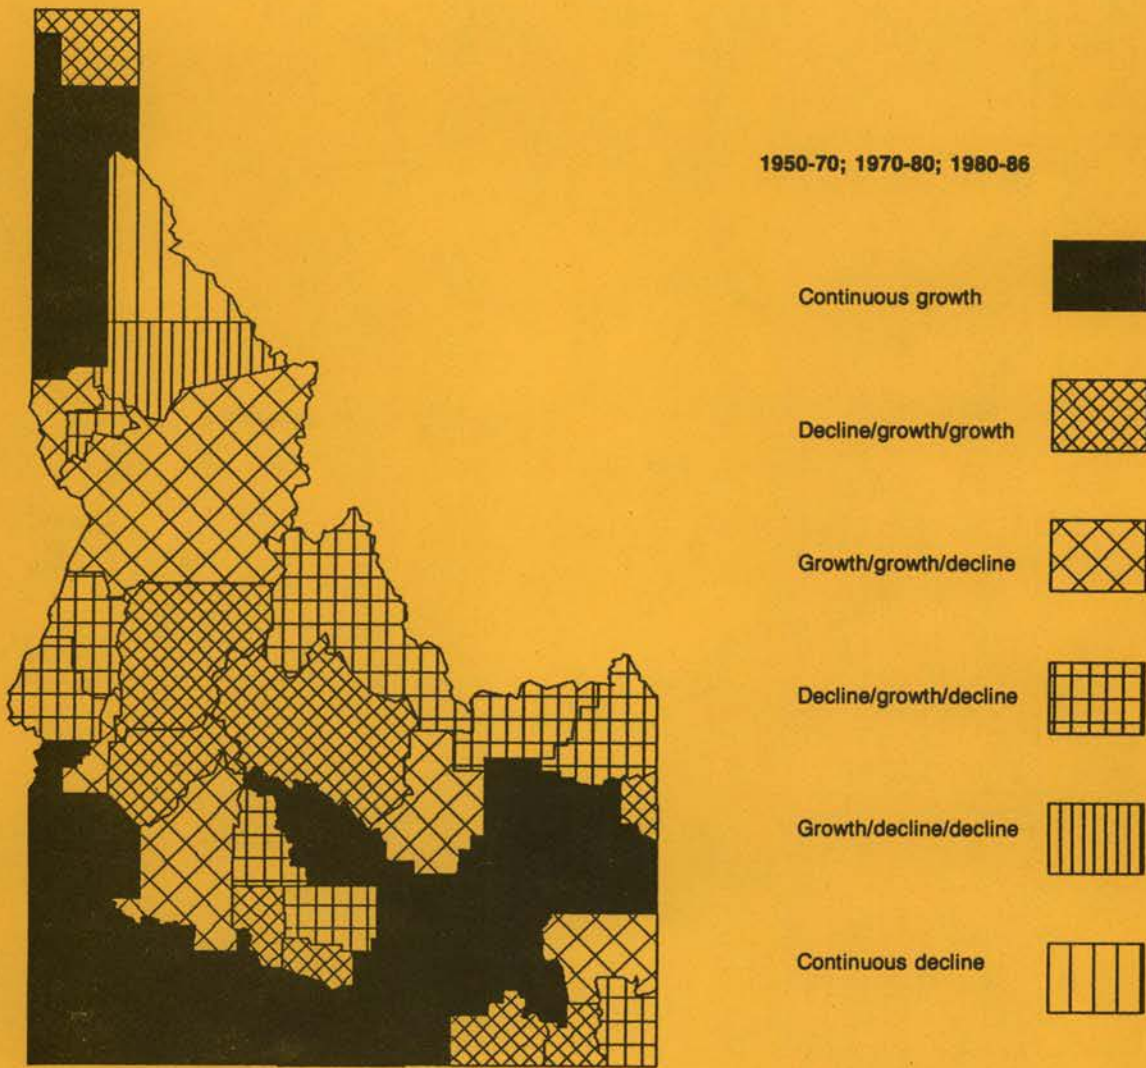 1950-70; 1970-80; 1980-86
Continuous growth
Decline/growth/growth
Growth/growth/decline
Decline/growth/decline
Growth/decline/decline
Continuous decline